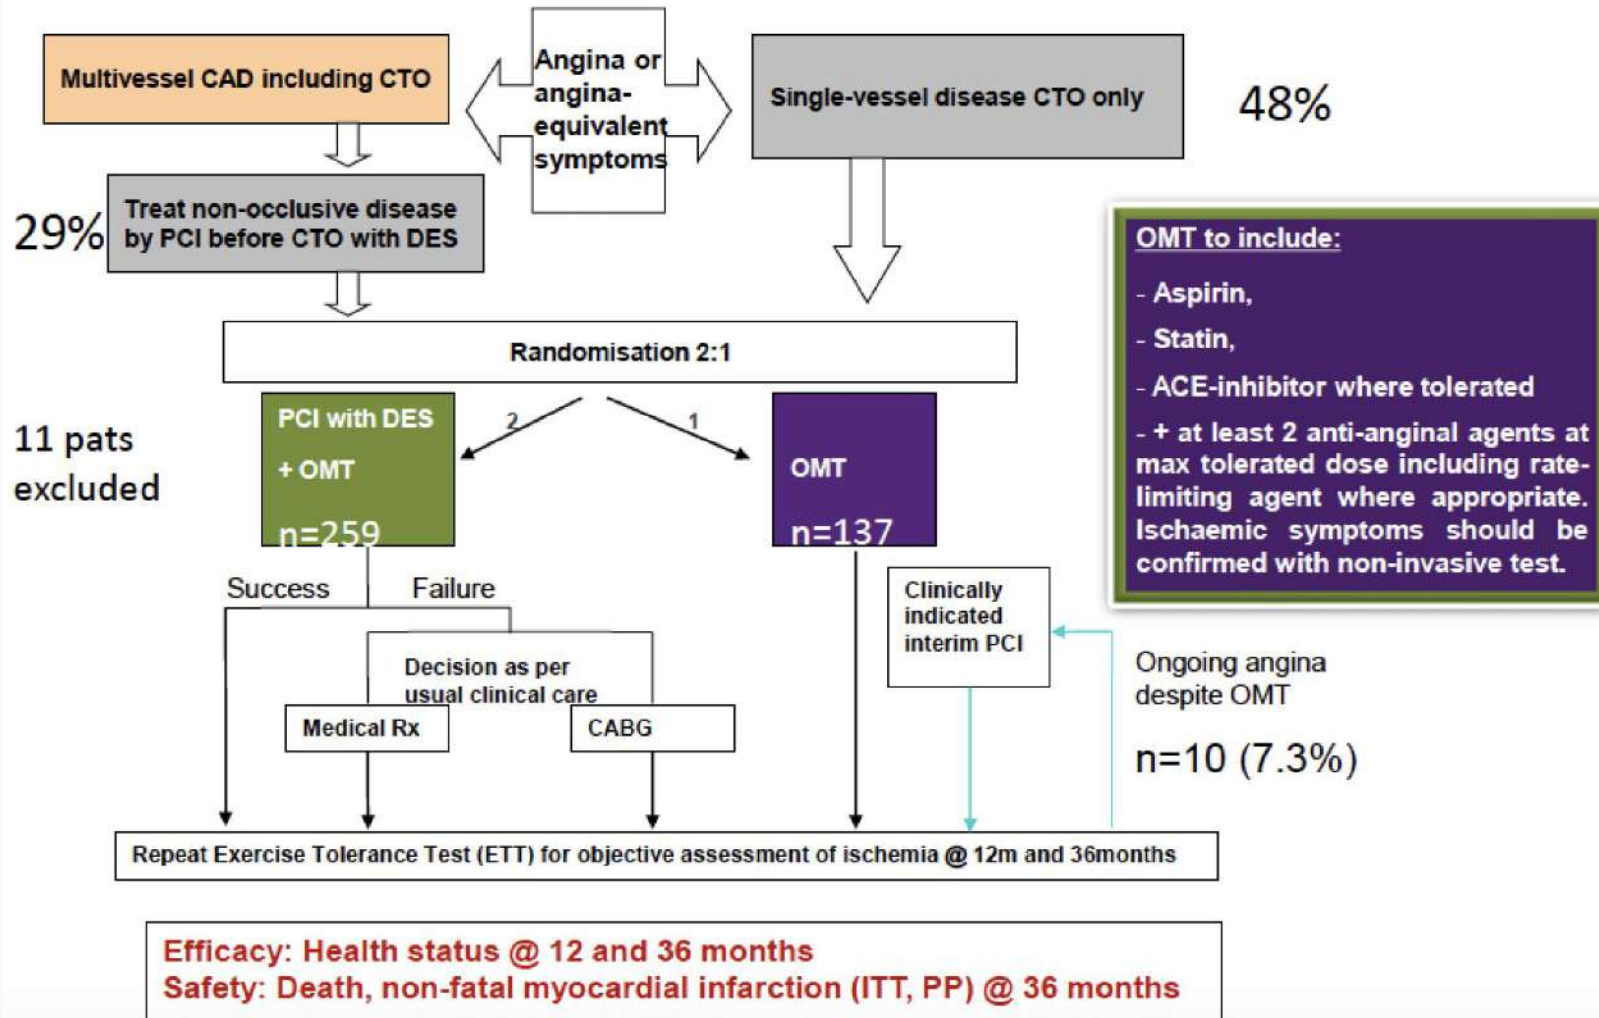 Multivessel CAD including CTO
Angina or
angina-
equivalent
symptoms
Single-vessel disease CTO only
48%
29%
Treat non-occlusive disease
by PCI before CTO with DES
OMT to include:
- Aspirin,
- Statin,
- ACE-inhibitor where tolerated
- + at least 2 anti-anginal agents at
max tolerated dose including rate-
limiting agent where appropriate.
Ischaemic symptoms should be
confirmed with non-invasive test.
Randomisation 2:1
11 pats
excluded
PCI with DES
+ OMT
n=259
2
1
OMT
n=137
Success
Failure
Decision as per
usual clinical care
Medical Rx
CABG
Clinically
indicated
interim PCI
Ongoing angina
despite OMT
n=10 (7.3%)
Repeat Exercise Tolerance Test (ETT) for objective assessment of ischemia @ 12m and 36months
Efficacy: Health status @ 12 and 36 months
Safety: Death, non-fatal myocardial infarction (ITT, PP) @ 36 months